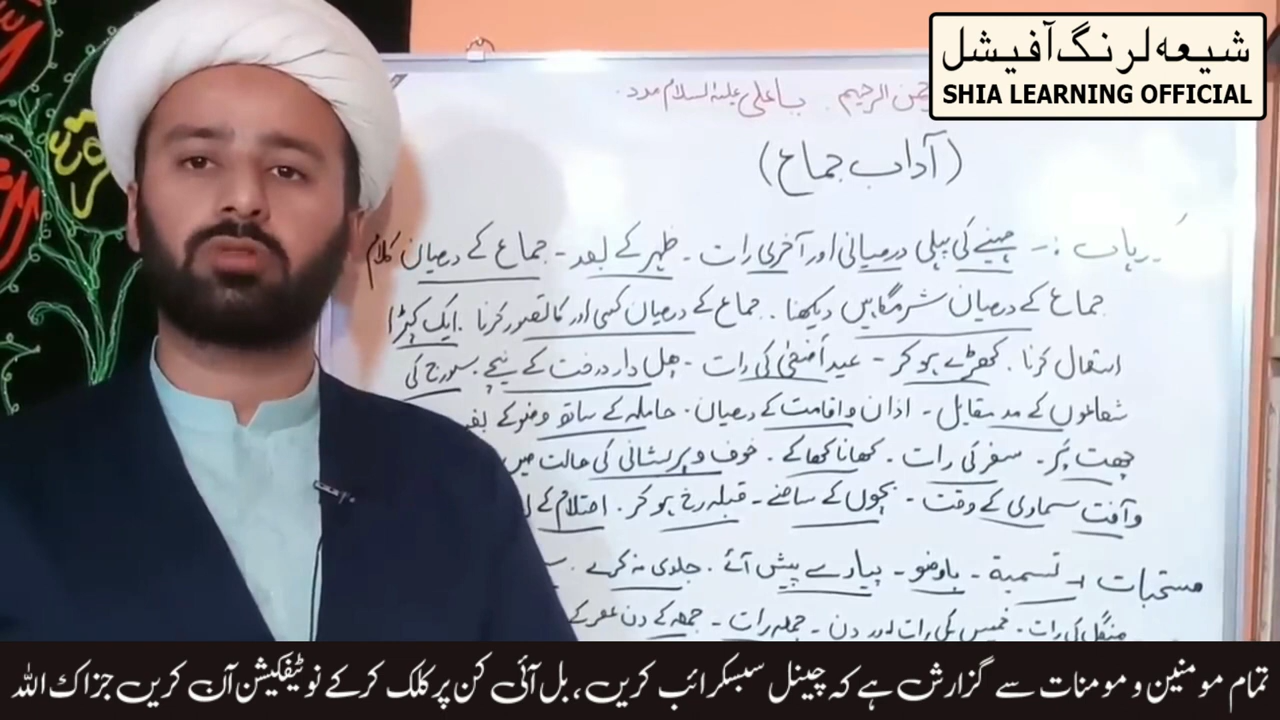 شیعہ لرنگ آفیشل
SHIA LEARNING OFFICIAL
الرحیم . یا علی علیہ السلام مدد .
(آداب جماع)
مہینے کی پہلی درمیانی اور آخری رات - ظہر کے بعد - جماع کے درمیان کلام
جماع کے درمیان شرمگاہیں دیکھنا . جماع کے درمیان کسی اور کا تصور کرنا . ایک کپڑا
استعمال کرنا . کھڑے ہو کر - عید اضحٰی کی رات - پھل دار درخت کے نیچے . سورج کی
شعاعوں کے مد مقابل - اذان و اقامت کے درمیان . حاملہ کے ساتھ وضو کے بغیر
چھت پر - سفر کی رات - کھانا کھا کے . خوف و پریشانی کی حالت میں
و آفت سماوی کے وقت - بچوں کے سامنے - قبلہ رخ ہو کر . احتلام کے
مستحبات :- تسمیہ - با وضو - پیار سے پیش آئے . جلدی نہ کرے .
منگل کی رات - خمیس کی رات اور دن - جمعہ رات - جمعہ کے دن عصر کے
تمام مومنین و مومنات سے گزارش ہے کہ چینل سبسکرائب کریں، بل آئی کن پر کلک کرکے نوٹیفکیشن آن کریں جزاک اللہ